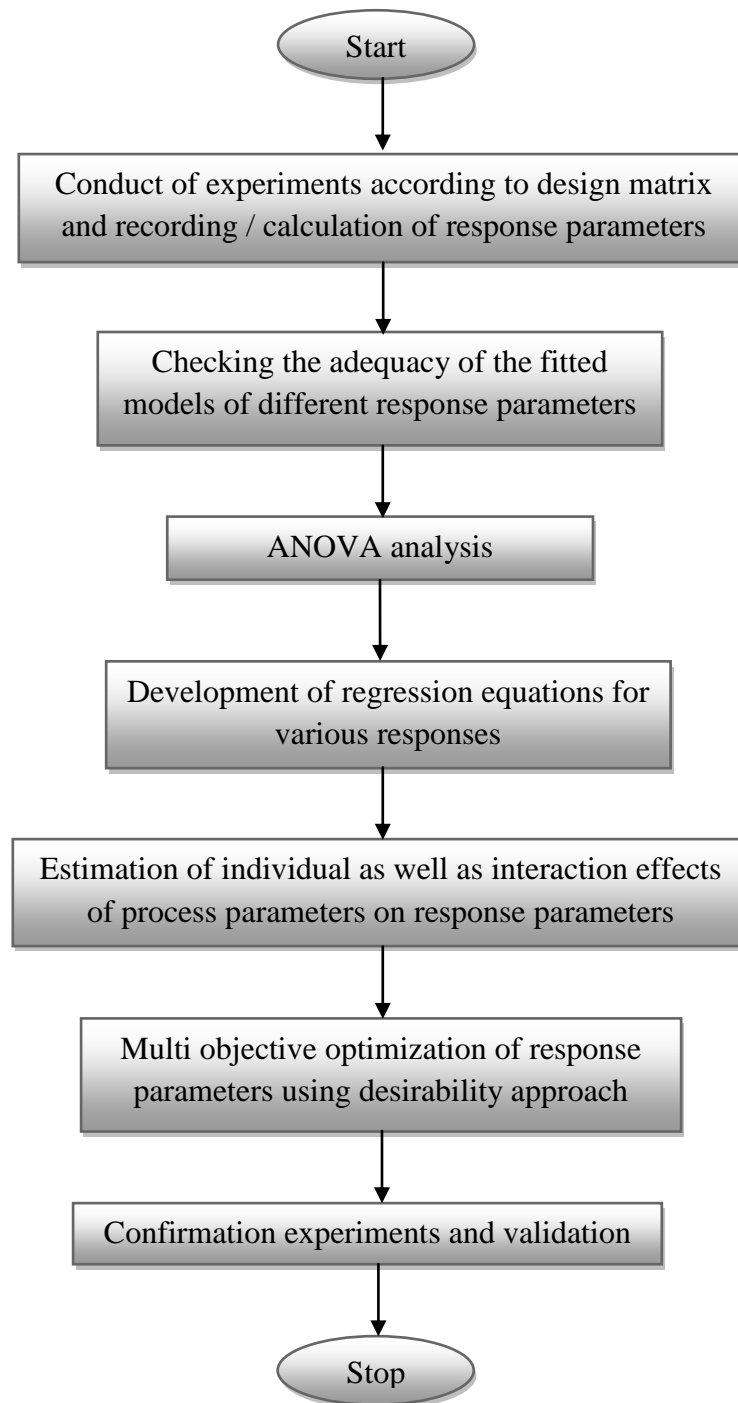 Start
Conduct of experiments according to design matrix
and recording / calculation of response parameters
Checking the adequacy of the fitted
models of different response parameters
ANOVA analysis
Development of regression equations for
various responses
Estimation of individual as well as interaction effects
of process parameters on response parameters
Multi objective optimization of response
parameters using desirability approach
Confirmation experiments and validation
Stop